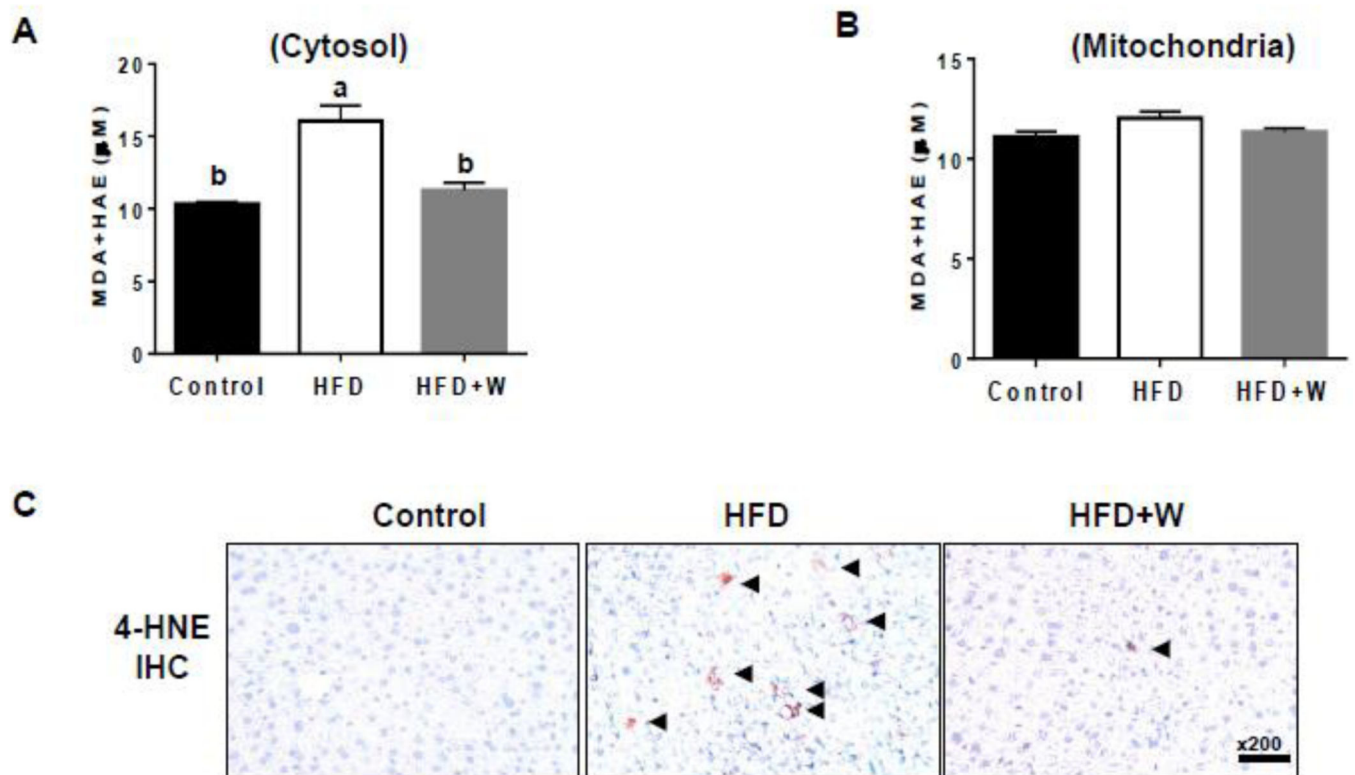 A
(Cytosol)
MDA+HAE (μM)
20
15
10
5
0
b
a
b
Control HFD HFD+W
B
(Mitochondria)
MDA+HAE (μM)
15
10
5
0
Control HFD HFD+W
C
Control HFD HFD+W
4-HNE
IHC
x200